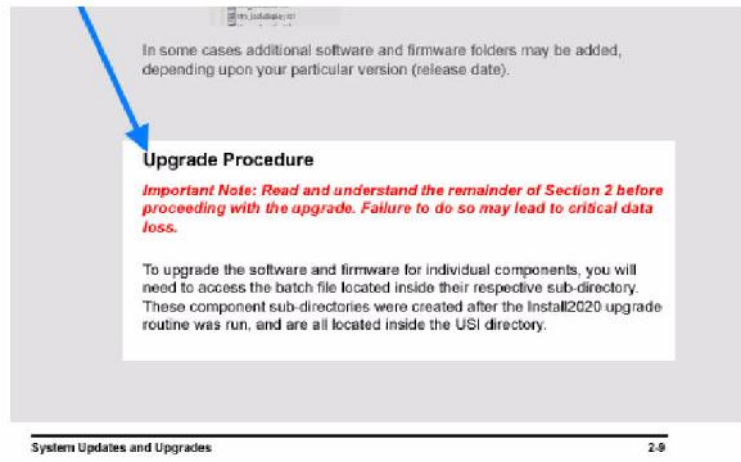 In some cases additional software and firmware folders may be added,
depending upon your particular version (release date).
Upgrade Procedure
Important Note: Read and understand the remainder of Section 2 before
proceeding with the upgrade. Failure to do so may lead to critical data
loss.
To upgrade the software and firmware for individual components, you will
need to access the batch file located inside their respective sub-directory.
These component sub-directories were created after the Install2020 upgrade
routine was run, and are all located inside the USI directory.
System Updates and Upgrades 2-9